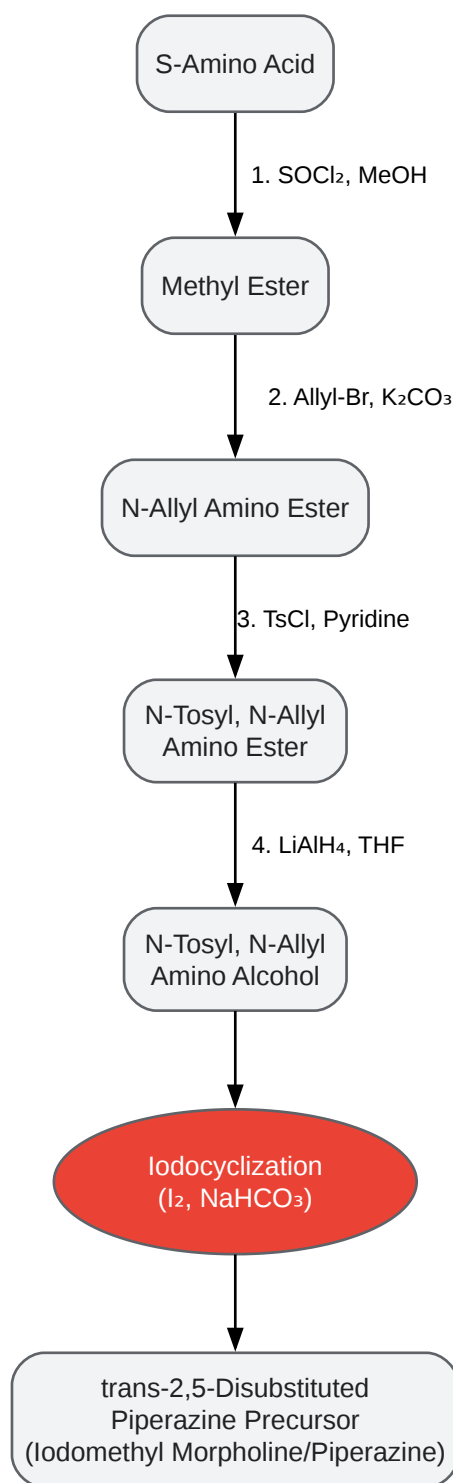 S-Amino Acid
1. SOCl₂, MeOH
Methyl Ester
2. Allyl-Br, K₂CO₃
N-Allyl Amino Ester
3. TsCl, Pyridine
N-Tosyl, N-Allyl
Amino Ester
4. LiAlH₄, THF
N-Tosyl, N-Allyl
Amino Alcohol
Iodocyclization
(I₂, NaHCO₃)
trans-2,5-Disubstituted
Piperazine Precursor
(Iodomethyl Morpholine/Piperazine)